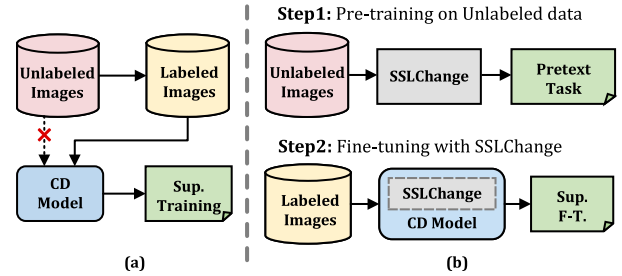 Unlabeled
Images
Labeled
Images
CD
Model
Sup.
Training
(a)
Step1: Pre-training on Unlabeled data
Unlabeled
Images
SSLChange
Pretext
Task
Step2: Fine-tuning with SSLChange
Labeled
Images
SSLChange
CD Model
Sup.
F-T.
(b)